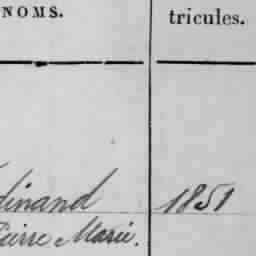 NOMS. tricules.
dinand 1851
Pierre Marie.